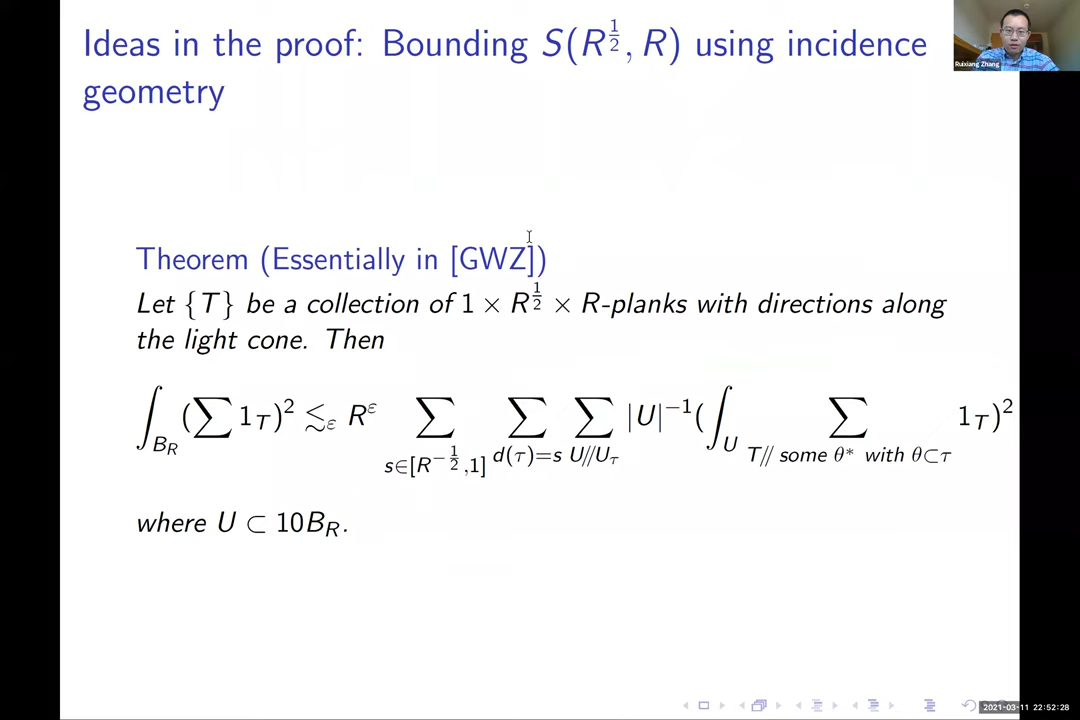 Ideas in the proof: Bounding S(R^{1/2}, R) using incidence
geometry
Ruixiang Zhang
Theorem (Essentially in [GWZ])
Let {T} be a collection of 1 × R^{1/2} × R-planks with directions along
the light cone. Then
∫_{B_R} (∑ 1_T)^2 ≲_ε R^ε ∑_{s∈[R^{-1/2},1]} ∑_{d(τ)=s} ∑_{U//U_τ} |U|^{-1} (∫_U ∑_{T// some θ* with θ⊂τ} 1_T)^2
where U ⊂ 10B_R.
2021-03-11 22:52:28